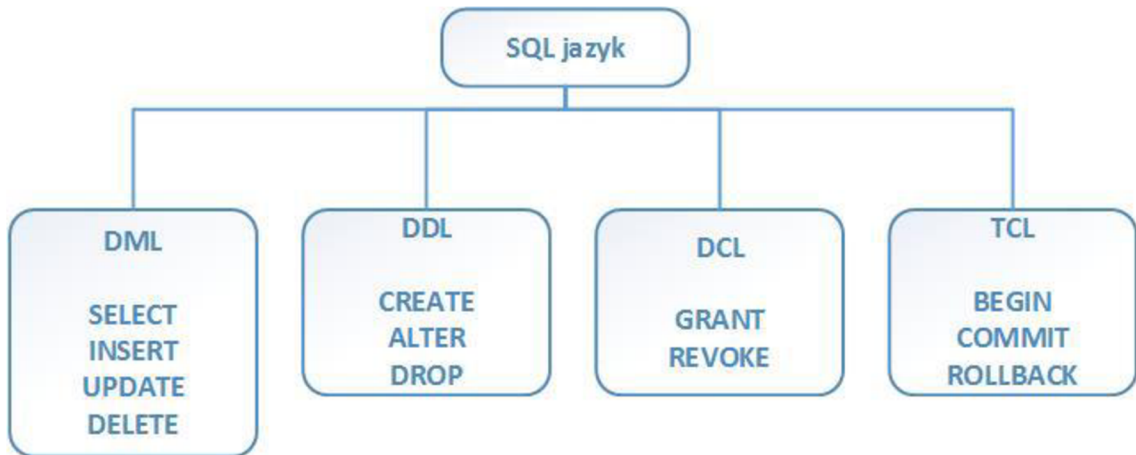 SQL jazyk
DML
SELECT
INSERT
UPDATE
DELETE
DDL
CREATE
ALTER
DROP
DCL
GRANT
REVOKE
TCL
BEGIN
COMMIT
ROLLBACK